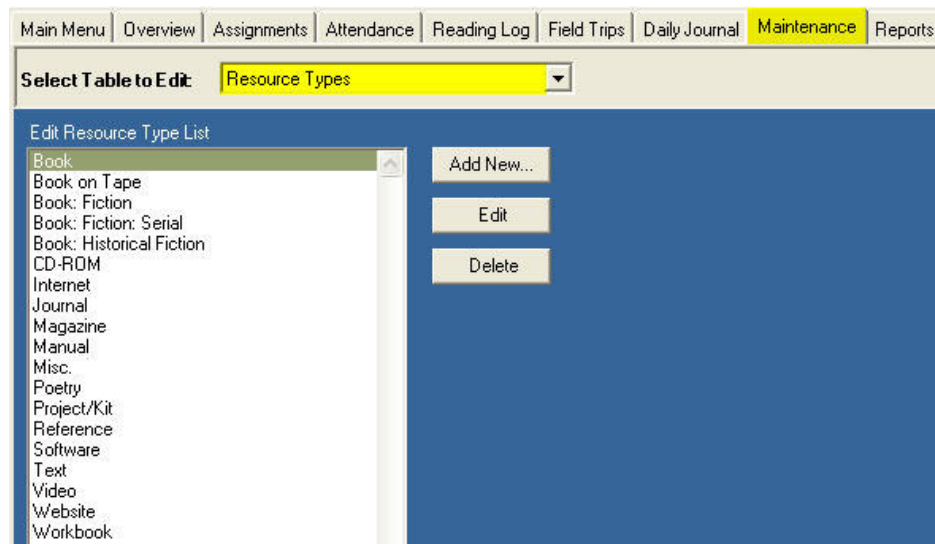 Main Menu Overview Assignments Attendance Reading Log Field Trips Daily Journal Maintenance Reports
Select Table to Edit: Resource Types
Edit Resource Type List
Book
Book on Tape
Book: Fiction
Book: Fiction: Serial
Book: Historical Fiction
CD-ROM
Internet
Journal
Magazine
Manual
Misc.
Poetry
Project/Kit
Reference
Software
Text
Video
Website
Workbook
Add New...
Edit
Delete